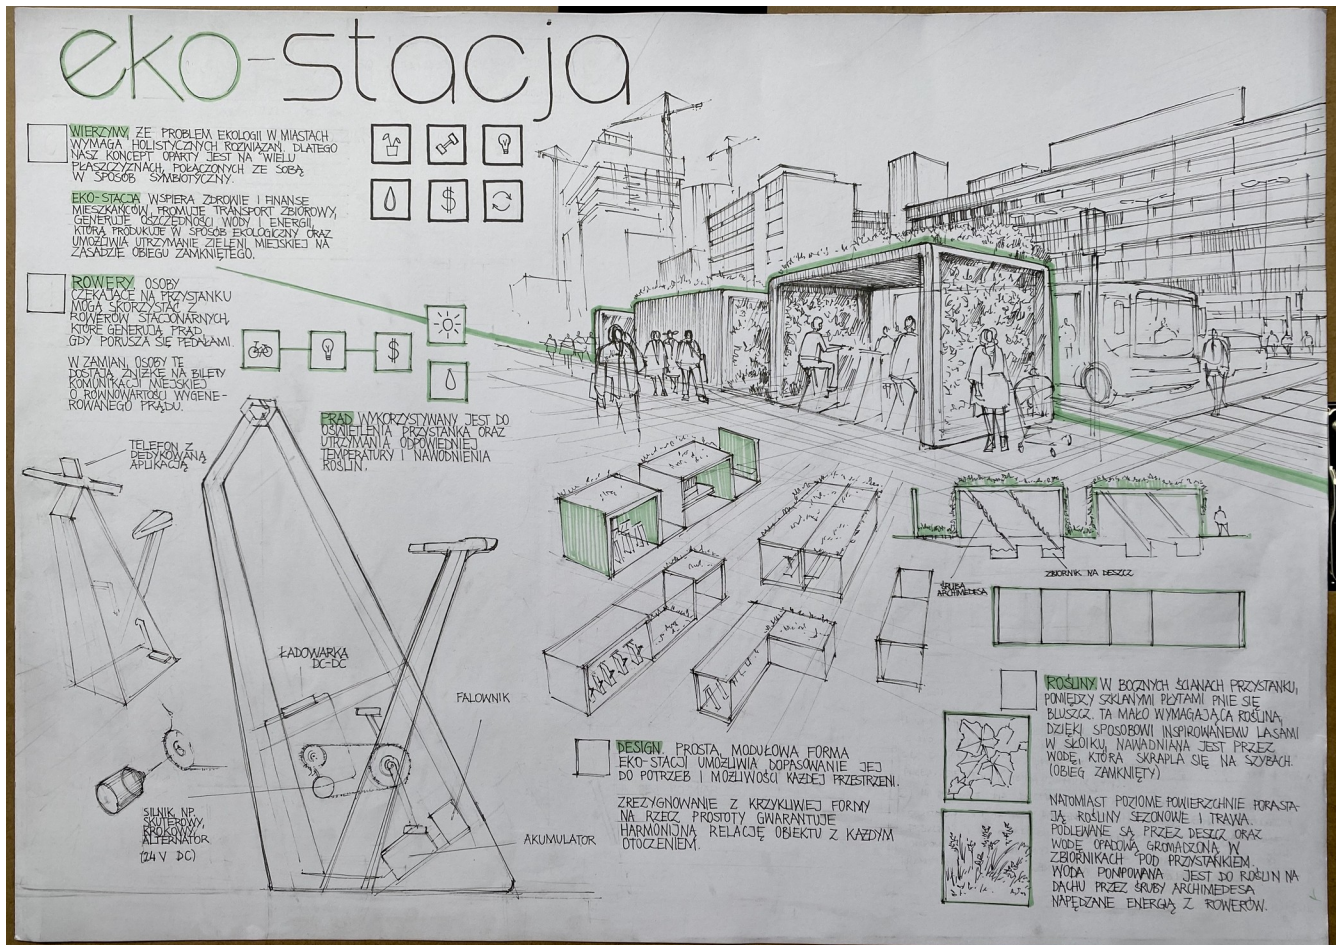 eko-stacja
WIERZYMY, ŻE PROBLEM EKOLOGII W MIASTACH
WYMAGA HOLISTYCZNYCH ROZWIĄZAŃ. DLATEGO
NASZ KONCEPT OPARTY JEST NA WIELU
PŁASZCZYZNACH, POŁĄCZONYCH ZE SOBĄ
W SPOSÓB SYMBIOTYCZNY.
EKO-STACJA WSPIERA ZDROWIE I FINANSE
MIESZKAŃCÓW, PROMUJE TRANSPORT ZBIOROWY,
GENERUJE OSZCZĘDNOŚCI WODY I ENERGII,
KTÓRĄ PRODUKUJE W SPOSÓB EKOLOGICZNY ORAZ
UMOŻLIWIA UTRZYMANIE ZIELENI MIEJSKIEJ NA
ZASADZIE OBIEGU ZAMKNIĘTEGO.
$
ROWERY OSOBY
CZEKAJĄCE NA PRZYSTANKU
MOGĄ SKORZYSTAĆ Z
ROWERÓW STACJONARNYCH,
KTÓRE GENERUJĄ PRĄD,
GDY PORUSZA SIĘ PEDAŁAMI.
W ZAMIAN, OSOBY TE
DOSTAJĄ ZNIŻKĘ NA BILETY
KOMUNIKACJI MIEJSKIEJ
O RÓWNOWARTOŚCI WYGENE-
ROWANEGO PRĄDU.
$
PRĄD WYKORZYSTYWANY JEST DO
OŚWIETLENIA PRZYSTANKA ORAZ
UTRZYMANIA ODPOWIEDNIEJ
TEMPERATURY I NAWODNIENIA
ROŚLIN.
TELEFON Z
DEDYKOWANĄ
APLIKACJĄ
ŁADOWARKA
DC-DC
FALOWNIK
SILNIK, NP.
SKUTEROWY,
KROKOWY,
ALTERNATOR
(24 V DC)
AKUMULATOR
ZBIORNIK NA DESZCZ
ŚRUBA
ARCHIMEDESA
DESIGN PROSTA, MODUŁOWA FORMA
EKO-STACJI UMOŻLIWIA DOPASOWANIE JEJ
DO POTRZEB I MOŻLIWOŚCI KAŻDEJ PRZESTRZENI.
ZREZYGNOWANIE Z KRZYKLIWEJ FORMY
NA RZECZ PROSTOTY GWARANTUJE
HARMONIJNĄ RELACJĘ OBIEKTU Z KAŻDYM
OTOCZENIEM.
ROŚLINY W BOCZNYCH ŚCIANACH PRZYSTANKU,
POMIĘDZY SZKLANYMI PŁYTAMI PNIE SIĘ
BLUSZCZ. TA MAŁO WYMAGAJĄCA ROŚLINA,
DZIĘKI SPOSOBOWI INSPIROWANEMU LASAMI
W SŁOIKU, NAWADNIANA JEST PRZEZ
WODĘ, KTÓRA SKRAPLA SIĘ NA SZYBACH.
(OBIEG ZAMKNIĘTY)
NATOMIAST POZIOME POWIERZCHNIE PORASTA-
JĄ ROŚLINY SEZONOWE I TRAWA.
PODLEWANE SĄ PRZEZ DESZCZ ORAZ
WODĘ OPADOWĄ GROMADZONĄ W
ZBIORNIKACH POD PRZYSTANKIEM.
WODA POMPOWANA JEST DO ROŚLIN NA
DACHU PRZEZ ŚRUBY ARCHIMEDESA
NAPĘDZANE ENERGIĄ Z ROWERÓW.